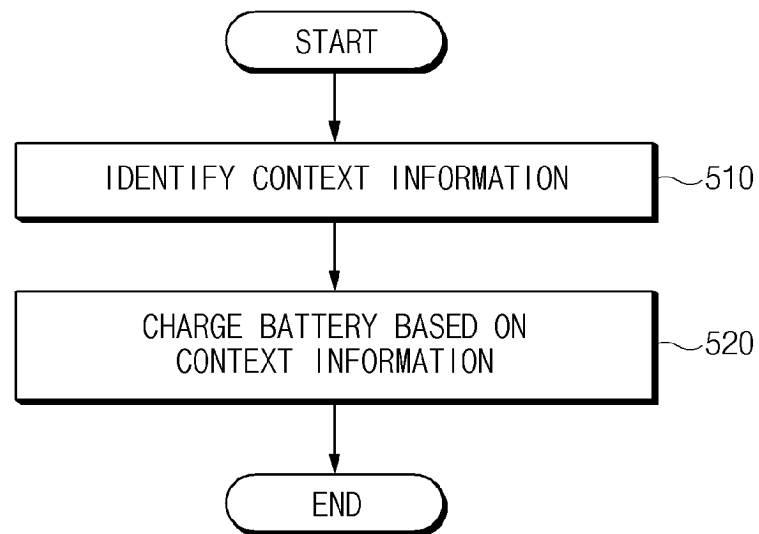 START
IDENTIFY CONTEXT INFORMATION
510
CHARGE BATTERY BASED ON
CONTEXT INFORMATION
520
END